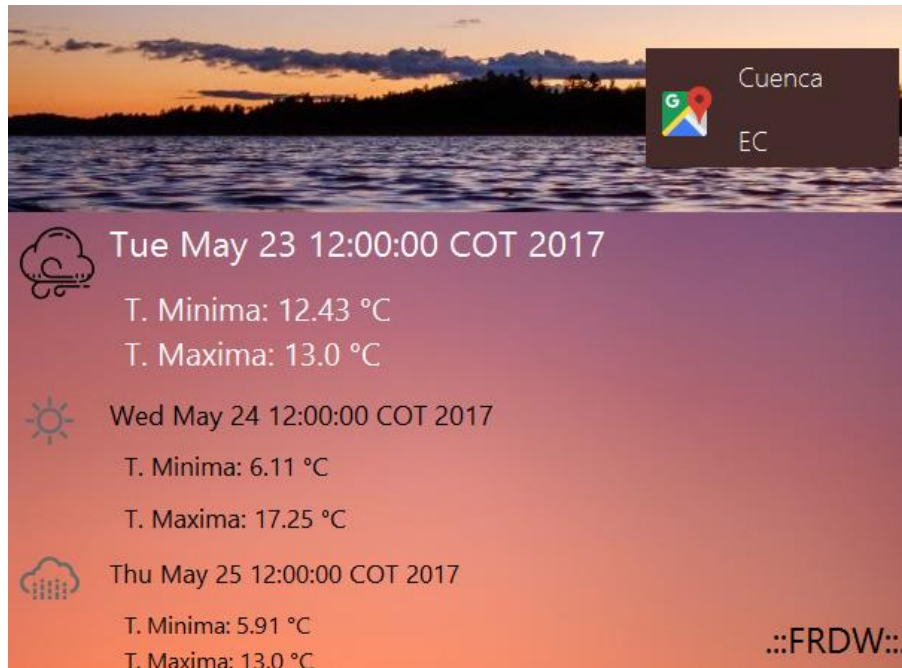 Cuenca
EC
Tue May 23 12:00:00 COT 2017
T. Minima: 12.43 °C
T. Maxima: 13.0 °C
Wed May 24 12:00:00 COT 2017
T. Minima: 6.11 °C
T. Maxima: 17.25 °C
Thu May 25 12:00:00 COT 2017
T. Minima: 5.91 °C
T. Maxima: 13.0 °C
.::FRDW::.